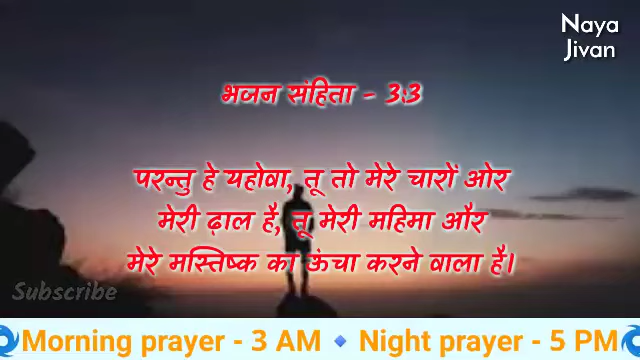 Naya
Jivan
भजन संहिता - 3:3
परन्तु हे यहोवा, तू तो मेरे चारों ओर
मेरी ढ़ाल है, तू मेरी महिमा और
मेरे मस्तिष्क का ऊंचा करने वाला है।
Subscribe
Morning prayer - 3 AM 🔹 Night prayer - 5 PM